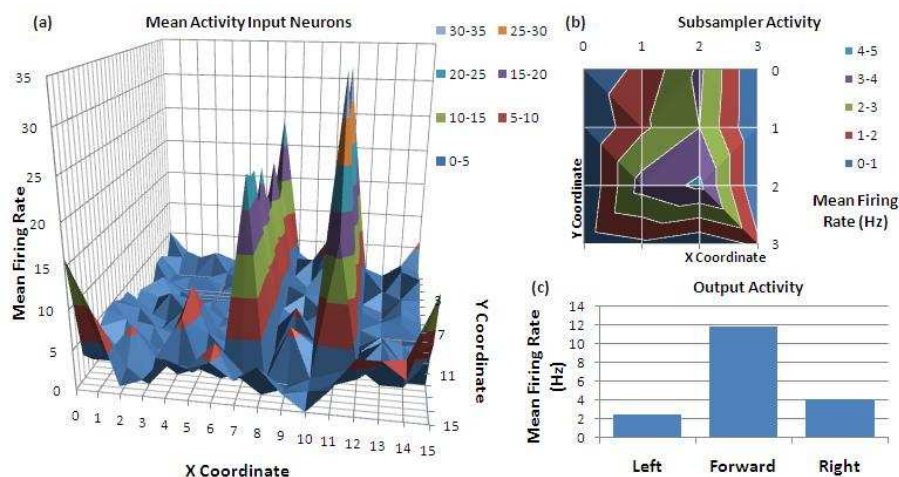 (a) Mean Activity Input Neurons
30-35 25-30
20-25 15-20
10-15 5-10
0-5
35
30
25
20
15
10
5
0
Mean Firing Rate
0 1 2 3 4 5 6 7 8 9 10 11 12 13 14 15
X Coordinate
3
7
11
15
Y Coordinate
(b) Subsampler Activity
0 1 2 3
0
1
2
3
Y Coordinate
X Coordinate
4-5
3-4
2-3
1-2
0-1
Mean Firing
Rate (Hz)
(c) Output Activity
Mean Firing Rate
(Hz)
14
12
10
8
6
4
2
0
Left Forward Right